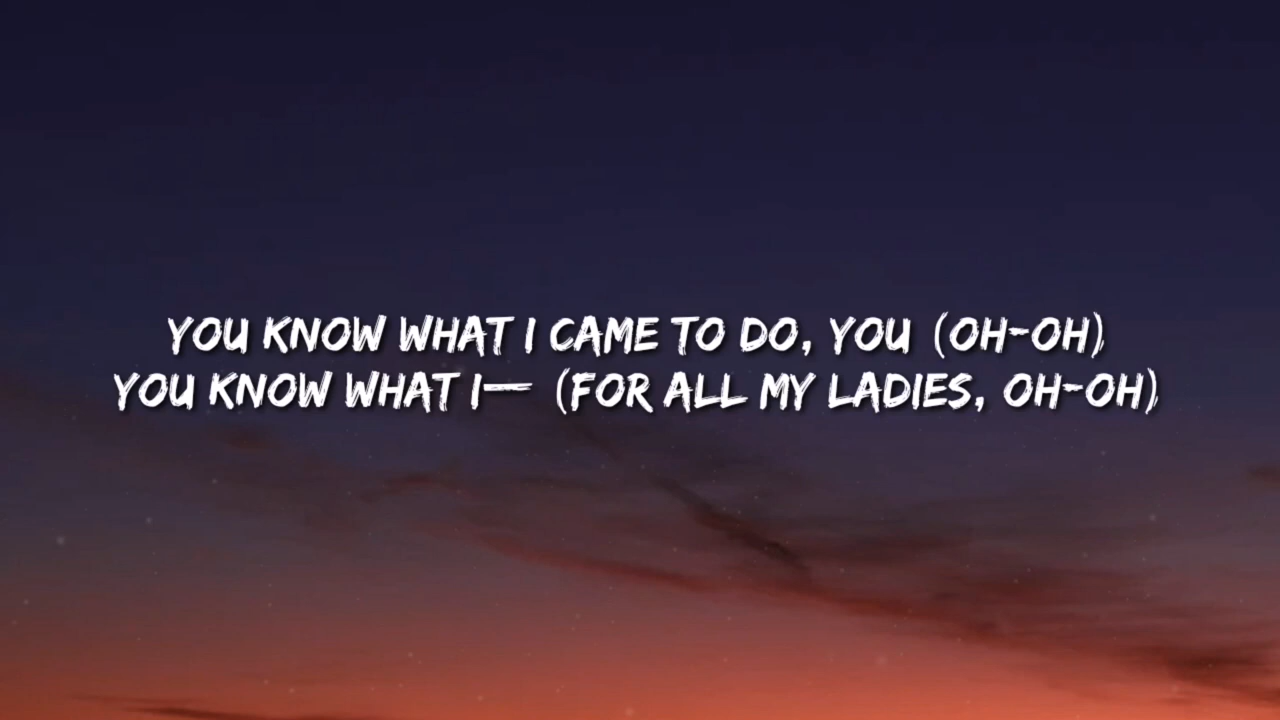 YOU KNOW WHAT I CAME TO DO, YOU (OH-OH)
YOU KNOW WHAT I— (FOR ALL MY LADIES, OH-OH)